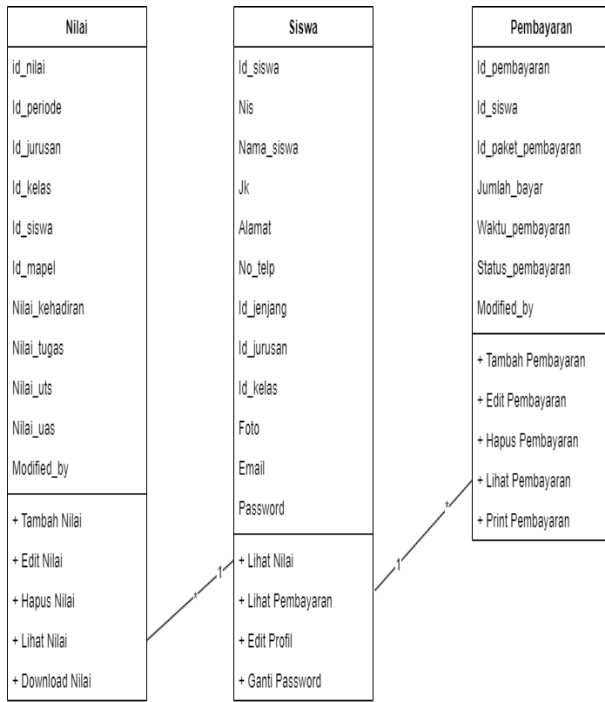 Nilai
id_nilai
Id_periode
Id_jurusan
Id_kelas
Id_siswa
Id_mapel
Nilai_kehadiran
Nilai_tugas
Nilai_uts
Nilai_uas
Modified_by
+ Tambah Nilai
+ Edit Nilai
+ Hapus Nilai
+ Lihat Nilai
+ Download Nilai
* 1
Siswa
Id_siswa
Nis
Nama_siswa
Jk
Alamat
No_telp
Id_jenjang
Id_jurusan
Id_kelas
Foto
Email
Password
+ Lihat Nilai
+ Lihat Pembayaran
+ Edit Profil
+ Ganti Password
1 *
Pembayaran
Id_pembayaran
Id_siswa
Id_paket_pembayaran
Jumlah_bayar
Waktu_pembayaran
Status_pembayaran
Modified_by
+ Tambah Pembayaran
+ Edit Pembayaran
+ Hapus Pembayaran
+ Lihat Pembayaran
+ Print Pembayaran